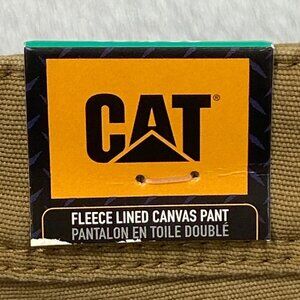 CAT®
FLEECE LINED CANVAS PANT
PANTALON EN TOILE DOUBLÉ